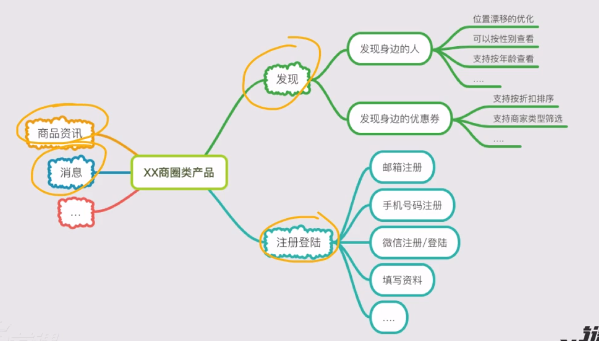 位置漂移的优化
可以按性别查看
支持按年龄查看
....
发现身边的人
发现
发现身边的优惠券
支持按折扣排序
支持商家类型筛选
....
商品资讯
消息
...
XX商圈类产品
注册登陆
邮箱注册
手机号码注册
微信注册/登陆
填写资料
....